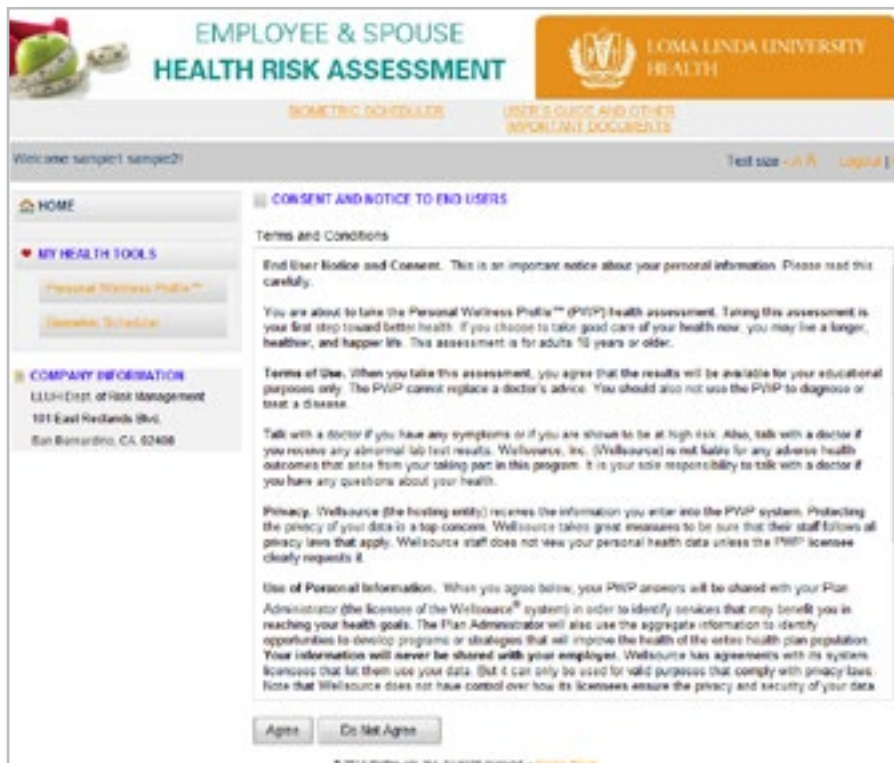 EMPLOYEE & SPOUSE
HEALTH RISK ASSESSMENT
LOMA LINDA UNIVERSITY
HEALTH
BIOMETRIC SCHEDULER
USER'S GUIDE AND OTHER
IMPORTANT DOCUMENTS
Welcome sample1 sample2!
Text size - A A Logout |
HOME
MY HEALTH TOOLS
Personal Wellness Profile™
Biometric Scheduler
COMPANY INFORMATION
LLUH Dept. of Risk Management
101 East Redlands Blvd.
San Bernardino, CA 92408
CONSENT AND NOTICE TO END USERS
Terms and Conditions
End User Notice and Consent. This is an important notice about your personal information. Please read this
carefully.
You are about to take the Personal Wellness Profile™ (PWP) health assessment. Taking this assessment is
your first step toward better health. If you choose to take good care of your health now, you may live a longer,
healthier, and happier life. This assessment is for adults 18 years or older.
Terms of Use. When you take this assessment, you agree that the results will be available for your educational
purposes only. The PWP cannot replace a doctor's advice. You should also not use the PWP to diagnose or
treat a disease.
Talk with a doctor if you have any symptoms or if you are shown to be at high risk. Also, talk with a doctor if
you receive any abnormal lab test results. Wellsource, Inc. (Wellsource) is not liable for any adverse health
outcomes that arise from your taking part in this program. It is your sole responsibility to talk with a doctor if
you have any questions about your health.
Privacy. Wellsource (the hosting entity) receives the information you enter into the PWP system. Protecting
the privacy of your data is a top concern. Wellsource takes great measures to be sure that their staff follows all
privacy laws that apply. Wellsource staff does not view your personal health data unless the PWP licensee
clearly requests it.
Use of Personal Information. When you agree below, your PWP answers will be shared with your Plan
Administrator (the licensee of the Wellsource® system) in order to identify services that may benefit you in
reaching your health goals. The Plan Administrator will also use the aggregate information to identify
opportunities to develop programs or strategies that will improve the health of the entire health plan population.
Your information will never be shared with your employer. Wellsource has agreements with its system
licensees that let them use your data. But it can only be used for valid purposes that comply with privacy laws.
Note that Wellsource does not have control over how its licensees ensure the privacy and security of your data.
Agree Do Not Agree